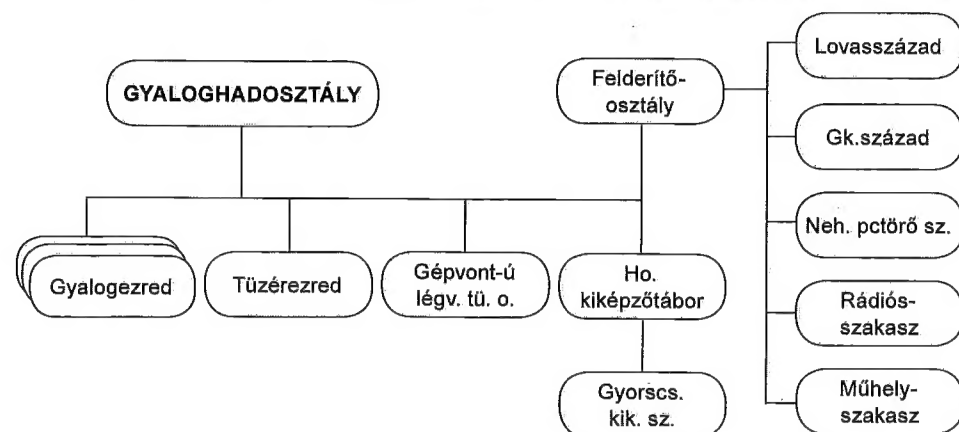 GYALOGHADOSZTÁLY
Felderítő-
osztály
Lovasszázad
Gk.század
Neh. pctörő sz.
Rádiós-
szakasz
Műhely-
szakasz
Gyalogezred
Tüzérezred
Gépvont-ú
légv. tü. o.
Ho.
kiképzőtábor
Gyorscs.
kik. sz.